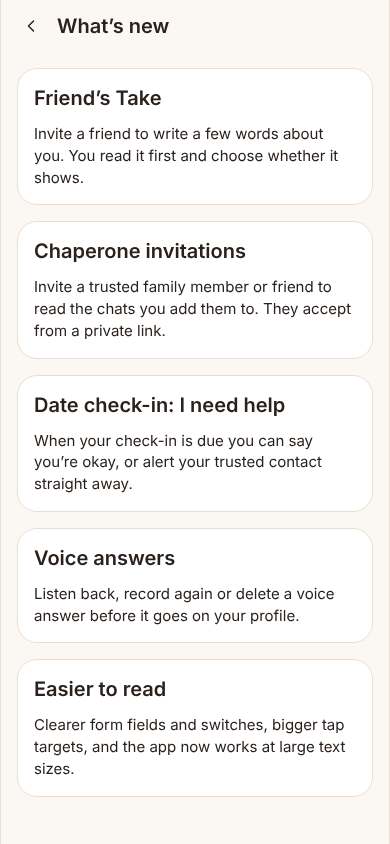 What’s new
Friend’s Take
Invite a friend to write a few words about
you. You read it first and choose whether it
shows.
Chaperone invitations
Invite a trusted family member or friend to
read the chats you add them to. They accept
from a private link.
Date check-in: I need help
When your check-in is due you can say
you’re okay, or alert your trusted contact
straight away.
Voice answers
Listen back, record again or delete a voice
answer before it goes on your profile.
Easier to read
Clearer form fields and switches, bigger tap
targets, and the app now works at large text
sizes.